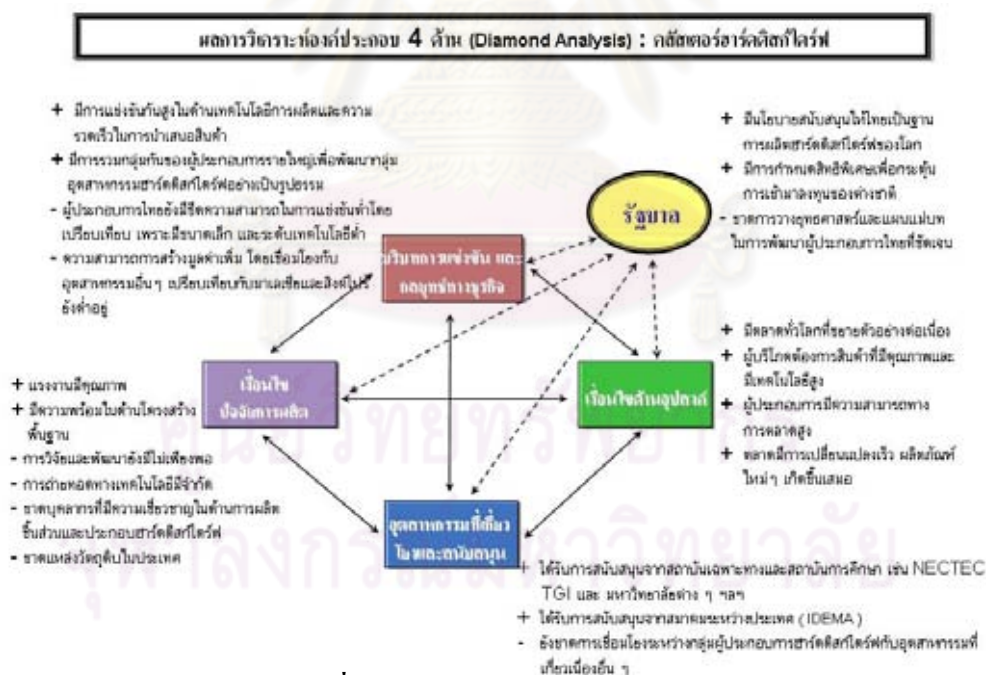 ผลการวิเคราะห์องค์ประกอบ 4 ด้าน (Diamond Analysis) : คลัสเตอร์ฮาร์ดดิสก์ไดร์ฟ
+ มีการแข่งขันกันสูงในด้านเทคโนโลยีการผลิตและความ
รวดเร็วในการนำเสนอสินค้า
+ มีการรวมกลุ่มกันของผู้ประกอบการรายใหญ่เพื่อพัฒนากลุ่ม
อุตสาหกรรมฮาร์ดดิสก์ไดร์ฟอย่างเป็นรูปธรรม
- ผู้ประกอบการไทยยังมีขีดความสามารถในการแข่งขันต่ำโดย
เปรียบเทียบ เพราะมีขนาดเล็ก และระดับเทคโนโลยีต่ำ
- ความสามารถการสร้างมูลค่าเพิ่ม โดยเชื่อมโยงกับ
อุตสาหกรรมอื่นๆ เปรียบเทียบกับมาเลเซียและสิงคโปร์
ยังต่ำอยู่
+ มีนโยบายสนับสนุนให้ไทยเป็นฐาน
การผลิตฮาร์ดดิสก์ไดร์ฟของโลก
+ มีการกำหนดสิทธิพิเศษเพื่อกระตุ้น
การเข้ามาลงทุนของต่างชาติ
- ขาดการวางยุทธศาสตร์และแผนแม่บท
ในการพัฒนาผู้ประกอบการไทยที่ชัดเจน
รัฐบาล
บริบทการแข่งขัน และ
กลยุทธ์ทางธุรกิจ
+ มีตลาดทั่วโลกที่ขยายตัวอย่างต่อเนื่อง
+ ผู้บริโภคต้องการสินค้าที่มีคุณภาพและ
มีเทคโนโลยีสูง
+ ผู้ประกอบการมีความสามารถทาง
การตลาดสูง
+ ตลาดมีการเปลี่ยนแปลงเร็ว ผลิตภัณฑ์
ใหม่ๆ เกิดขึ้นเสมอ
เงื่อนไข
ปัจจัยการผลิต
เงื่อนไขด้านอุปสงค์
+ แรงงานมีคุณภาพ
+ มีความพร้อมในด้านโครงสร้าง
พื้นฐาน
- การวิจัยและพัฒนายังมีไม่เพียงพอ
- การถ่ายทอดทางเทคโนโลยีมีจำกัด
- ขาดบุคลากรที่มีความเชี่ยวชาญในด้านการผลิต
ชิ้นส่วนและประกอบฮาร์ดดิสก์ไดร์ฟ
- ขาดแหล่งวัตถุดิบในประเทศ
อุตสาหกรรมที่เกี่ยว
โยงและสนับสนุน
+ ได้รับการสนับสนุนจากสถาบันเฉพาะทางและสถาบันการศึกษา เช่น NECTEC
TGI และ มหาวิทยาลัยต่าง ๆ ฯลฯ
+ ได้รับการสนับสนุนจากสมาคมระหว่างประเทศ (IDEMA)
- ยังขาดการเชื่อมโยงระหว่างกลุ่มผู้ประกอบการฮาร์ดดิสก์ไดร์ฟกับอุตสาหกรรมที่
เกี่ยวเนื่องอื่น ๆ
ศูนย์วิทยทรัพยากร
จุฬาลงกรณ์มหาวิทยาลัย